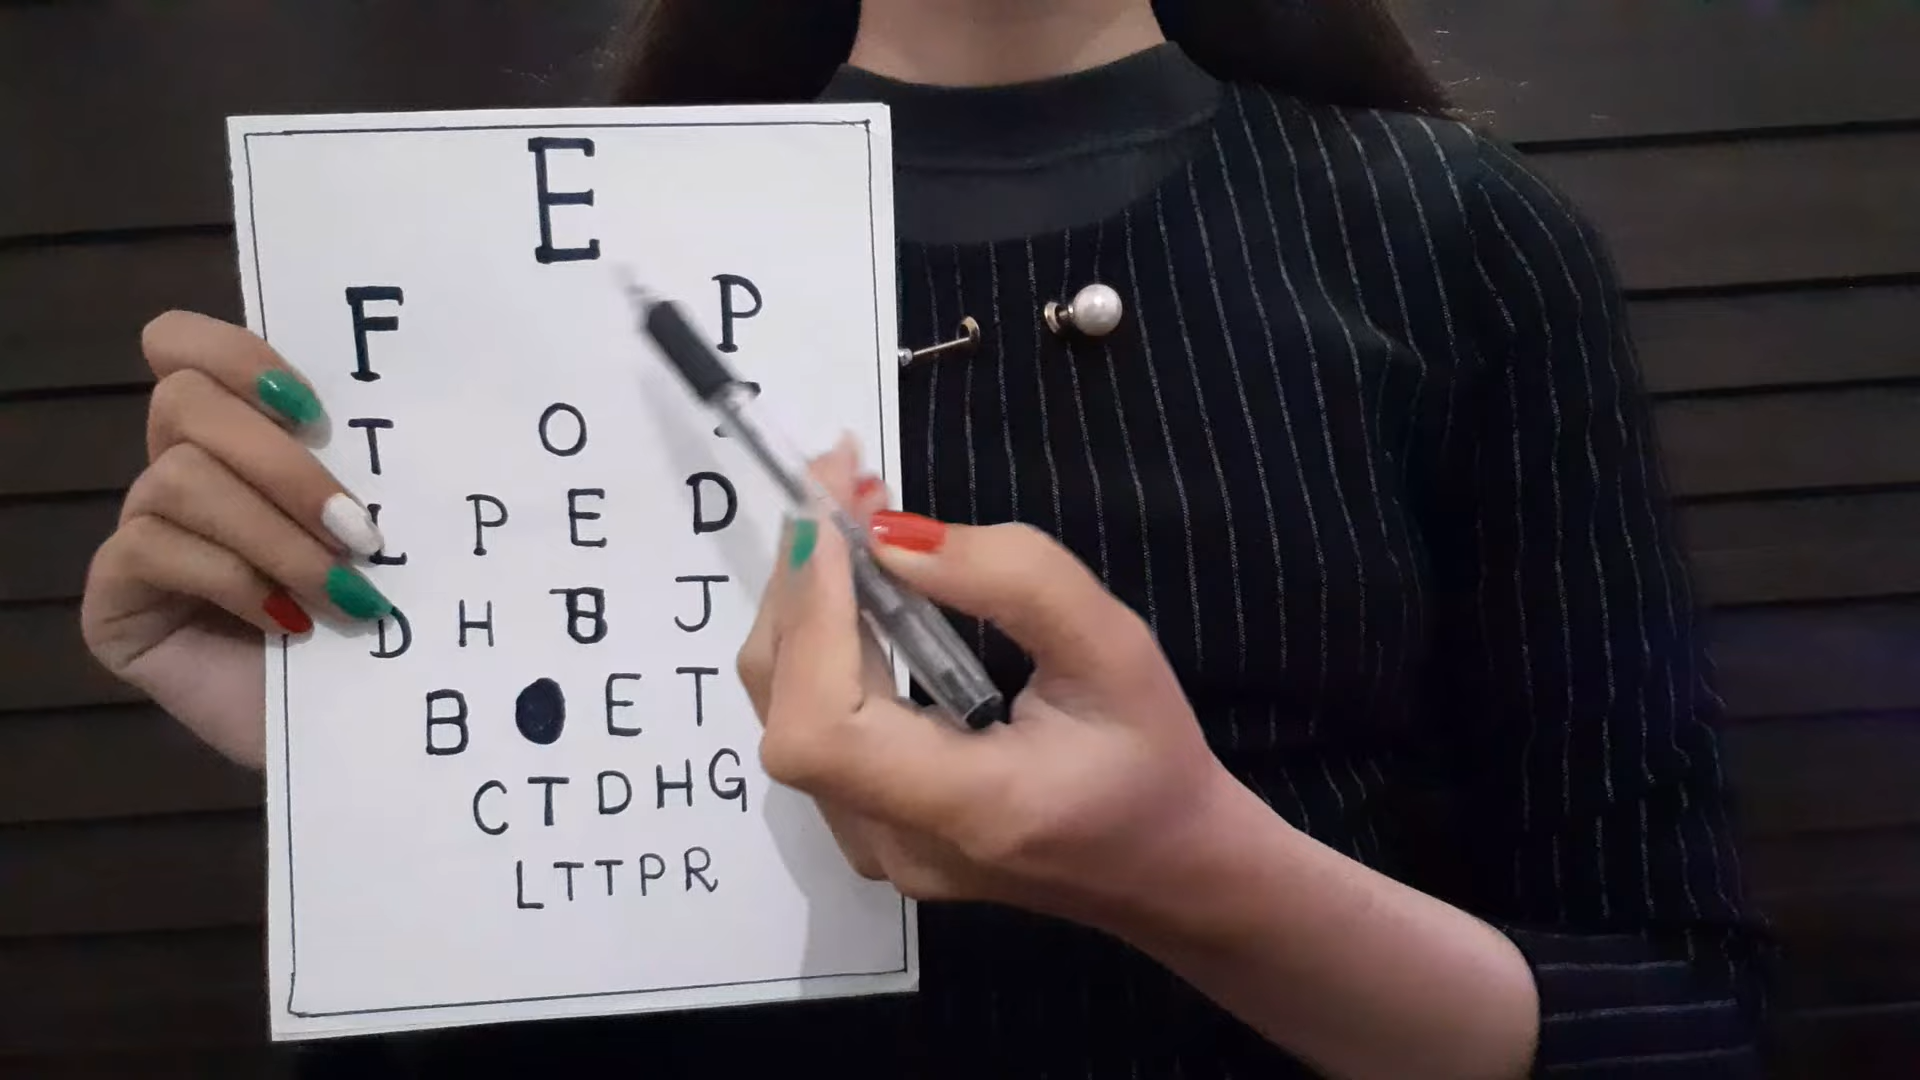 E
F P
T O
L P E D
D H B J
B E T
C T D H G
L T T P R